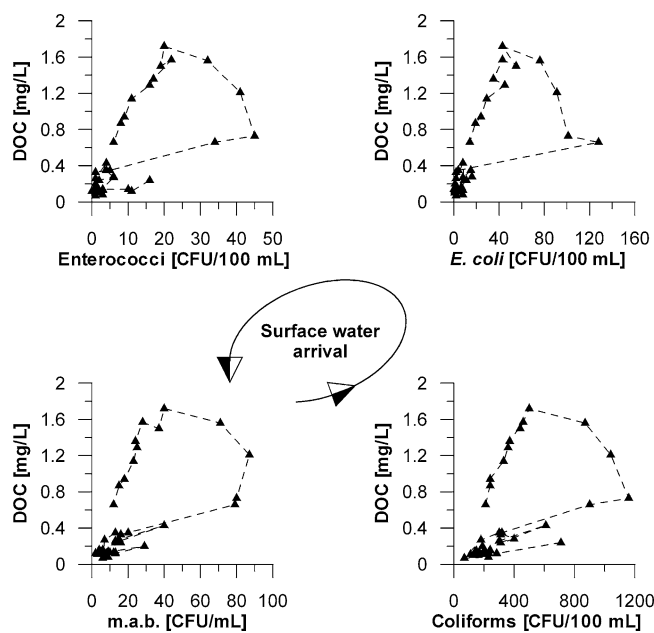 2
1.6
1.2
0.8
0.4
0
DOC [mg/L]
0 10 20 30 40 50
Enterococci [CFU/100 mL]
2
1.6
1.2
0.8
0.4
0
DOC [mg/L]
0 40 80 120 160
E. coli [CFU/100 mL]
Surface water
arrival
2
1.6
1.2
0.8
0.4
0
DOC [mg/L]
0 20 40 60 80 100
m.a.b. [CFU/mL]
2
1.6
1.2
0.8
0.4
0
DOC [mg/L]
0 400 800 1200
Coliforms [CFU/100 mL]